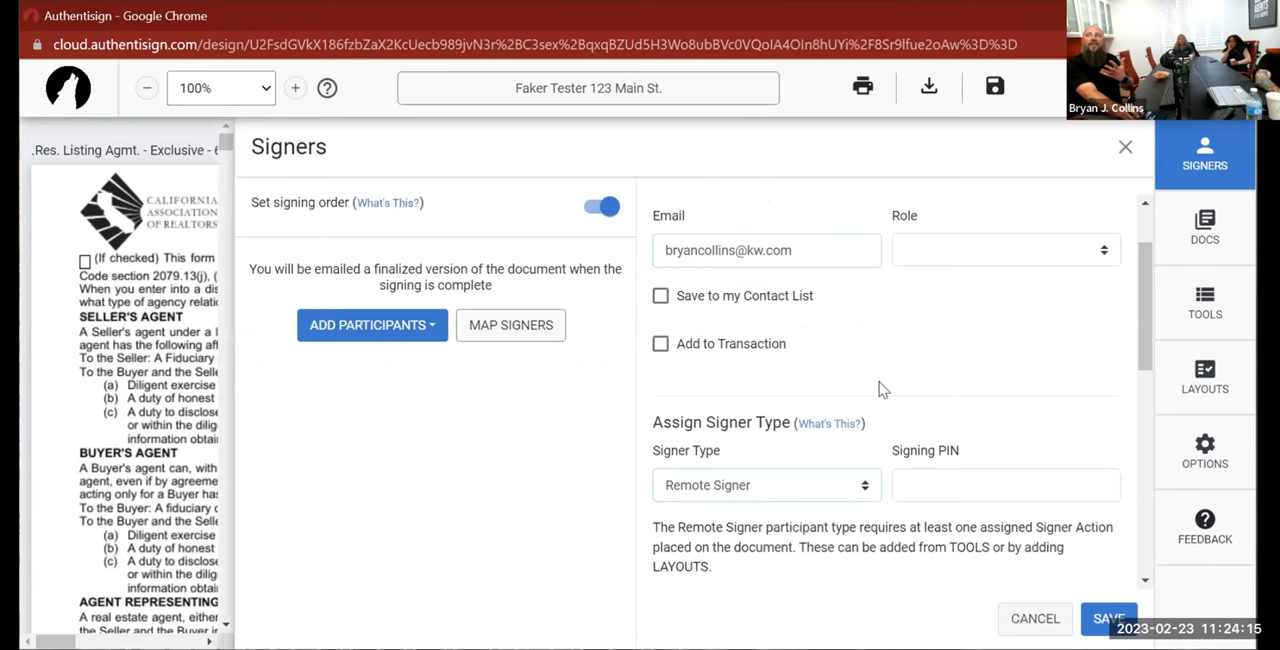 Authentisign - Google Chrome
cloud.authentisign.com/design/U2FsdGVkX186fzbZaX2KcUecb989jvN3r%2BC3sex%2BqxqBZUd5H3Wo8ubBVc0VQoIA4OIn8hUYi%2F8Sr9lfue2oAw%3D%3D
Bryan J. Collins
100%
Faker Tester 123 Main St.
.Res. Listing Agmt. - Exclusive - 6
CALIFORNIA
ASSOCIATION
OF REALTORS
(If checked) This form
Code section 2079.13(j), (
When you enter into a dis
what type of agency relati
SELLER'S AGENT
A Seller's agent under a l
agent has the following aff
To the Seller: A Fiduciary
To the Buyer and the Selle
(a) Diligent exercise
(b) A duty of honest
(c) A duty to disclose
or within the dilig
information obtai
BUYER'S AGENT
A Buyer's agent can, with
agent, even if by agreeme
acting only for a Buyer has
To the Buyer: A fiduciary c
To the Buyer and the Selle
(a) Diligent exercise
(b) A duty of honest
(c) A duty to disclose
or within the dilig
information obtai
AGENT REPRESENTING
A real estate agent, either
the Seller and the Buyer in
Signers
Set signing order (What's This?)
You will be emailed a finalized version of the document when the
signing is complete
ADD PARTICIPANTS
MAP SIGNERS
Email
Role
bryancollins@kw.com
Save to my Contact List
Add to Transaction
Assign Signer Type (What's This?)
Signer Type
Signing PIN
Remote Signer
The Remote Signer participant type requires at least one assigned Signer Action
placed on the document. These can be added from TOOLS or by adding
LAYOUTS.
CANCEL
SAVE
SIGNERS
DOCS
TOOLS
LAYOUTS
OPTIONS
FEEDBACK
2023-02-23 11:24:15